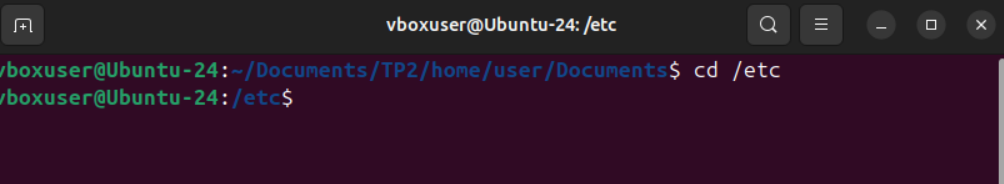 vboxuser@Ubuntu-24: /etc
vboxuser@Ubuntu-24:~/Documents/TP2/home/user/Documents$ cd /etc
vboxuser@Ubuntu-24:/etc$